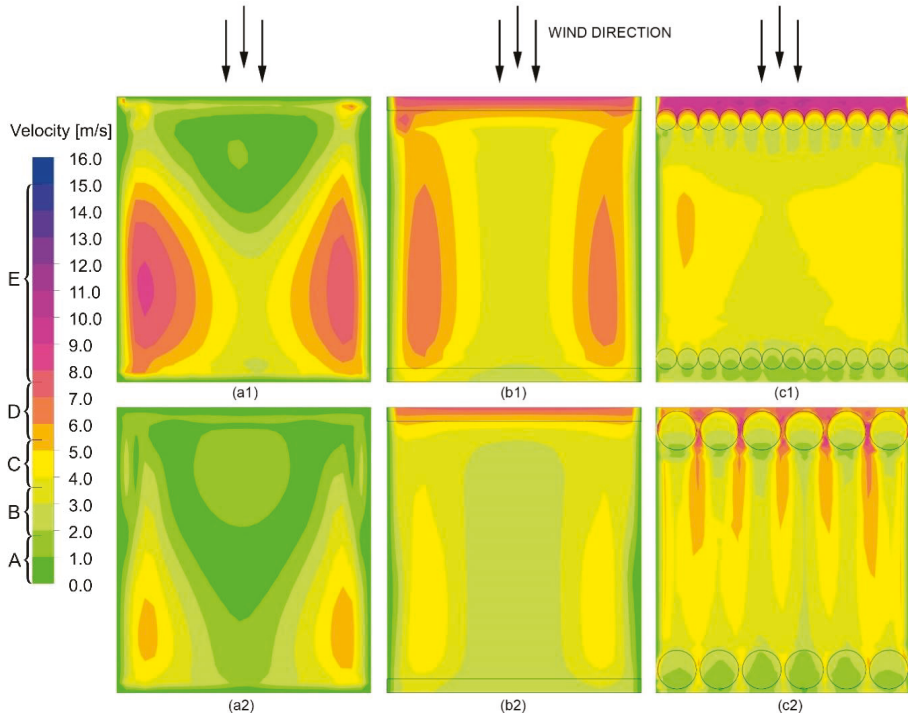 WIND DIRECTION
Velocity [m/s]
16.0
15.0
14.0
13.0
12.0
11.0
10.0
9.0
8.0
7.0
6.0
5.0
4.0
3.0
2.0
1.0
0.0
E
D
C
B
A
(a1)
(b1)
(c1)
(a2)
(b2)
(c2)